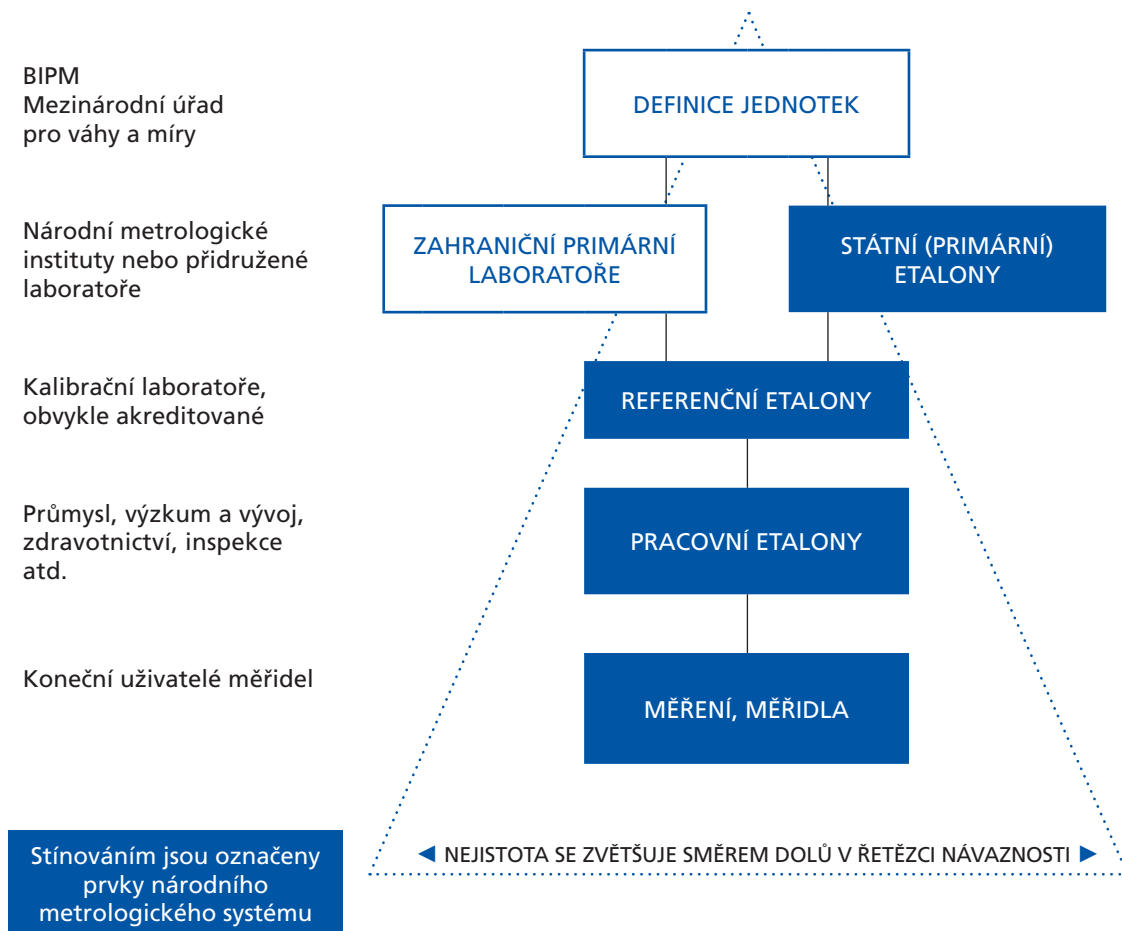 BIPM
Mezinárodní úřad
pro váhy a míry
DEFINICE JEDNOTEK
Národní metrologické
instituty nebo přidružené
laboratoře
ZAHRANIČNÍ PRIMÁRNÍ
LABORATOŘE
STÁTNÍ (PRIMÁRNÍ)
ETALONY
Kalibrační laboratoře,
obvykle akreditované
REFERENČNÍ ETALONY
Průmysl, výzkum a vývoj,
zdravotnictví, inspekce
atd.
PRACOVNÍ ETALONY
Koneční uživatelé měřidel
MĚŘENÍ, MĚŘIDLA
Stínováním jsou označeny
prvky národního
metrologického systému
◄ NEJISTOTA SE ZVĚTŠUJE SMĚREM DOLŮ V ŘETĚZCI NÁVAZNOSTI ►